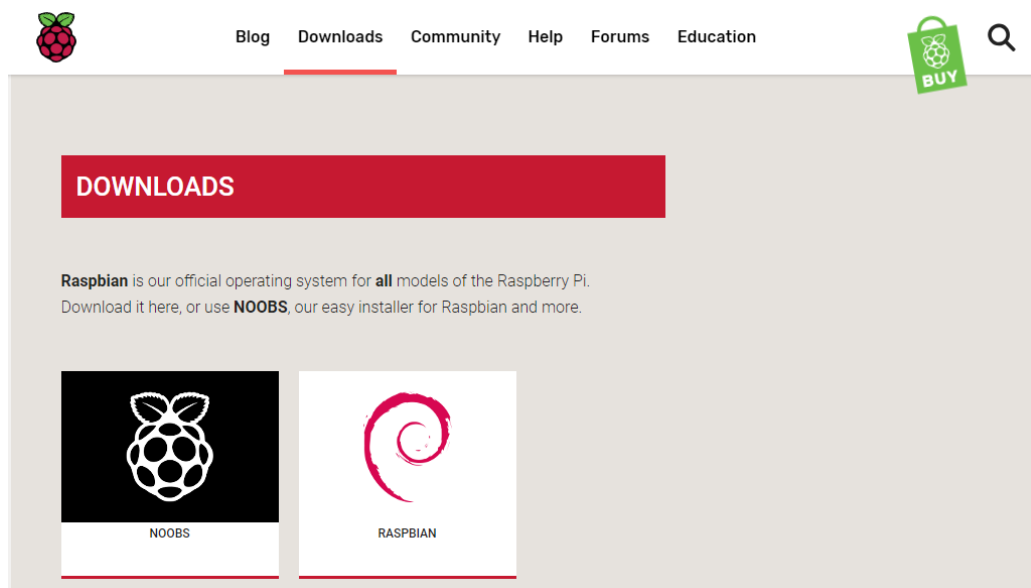 Blog Downloads Community Help Forums Education
BUY
DOWNLOADS
Raspbian is our official operating system for all models of the Raspberry Pi.
Download it here, or use NOOBS, our easy installer for Raspbian and more.
NOOBS
RASPBIAN